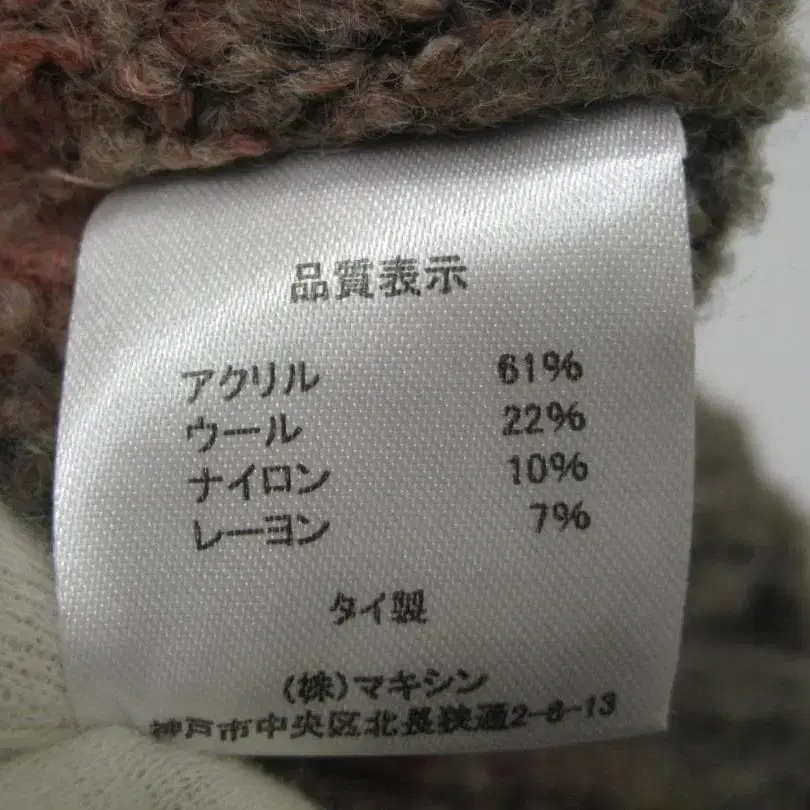 品質表示
アクリル 61%
ウール 22%
ナイロン 10%
レーヨン 7%
タイ製
(株)マキシン
神戸市中央区北長狭通2-6-13